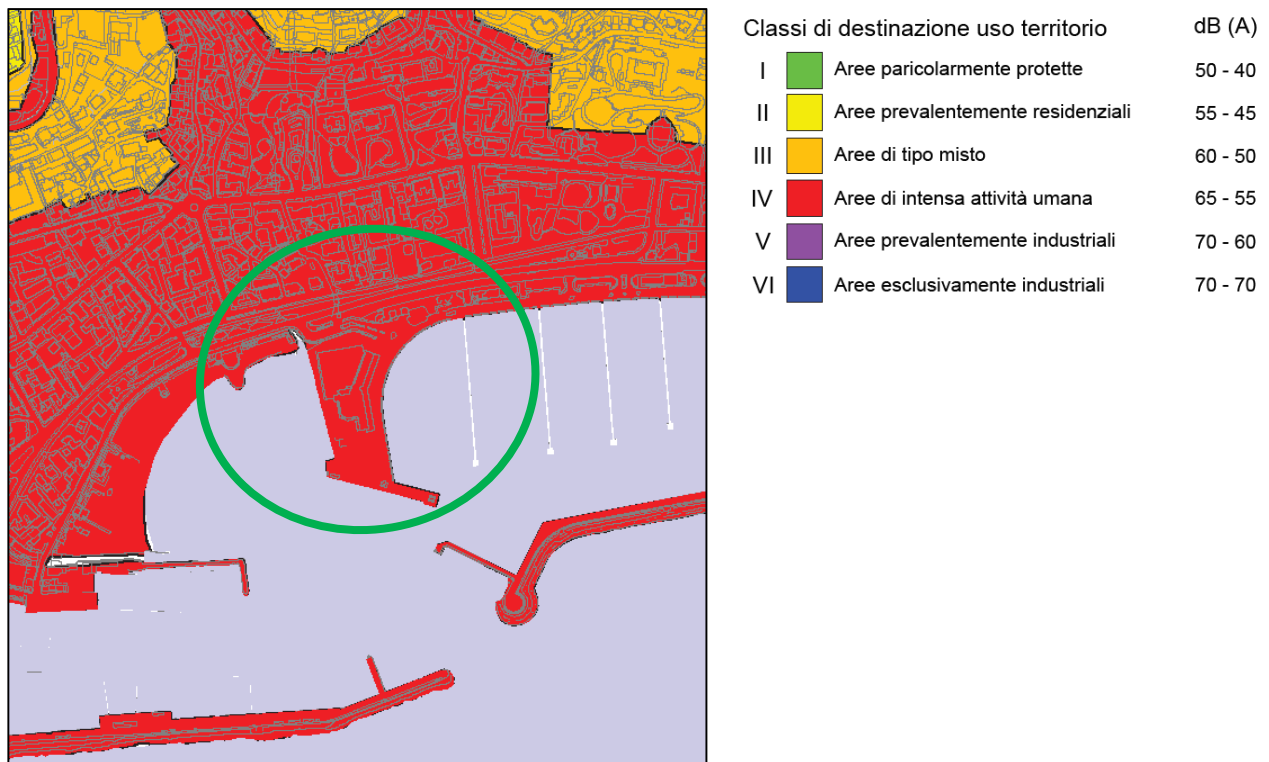 Classi di destinazione uso territorio dB (A)
I Aree paricolarmente protette 50 - 40
II Aree prevalentemente residenziali 55 - 45
III Aree di tipo misto 60 - 50
IV Aree di intensa attività umana 65 - 55
V Aree prevalentemente industriali 70 - 60
VI Aree esclusivamente industriali 70 - 70